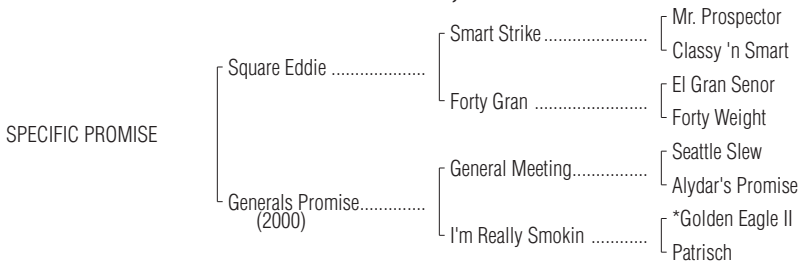 Mr. Prospector
Smart Strike......................
Classy 'n Smart
Square Eddie ....................
El Gran Senor
Forty Gran ........................
Forty Weight
SPECIFIC PROMISE
Seattle Slew
General Meeting................
Alydar's Promise
Generals Promise..............
(2000)
*Golden Eagle II
I'm Really Smokin ............
Patrisch